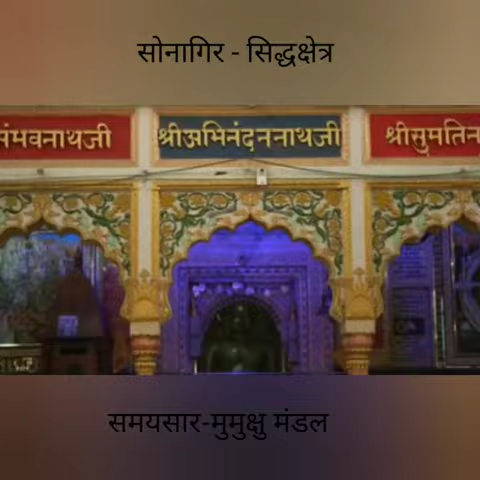 सोनागिर - सिद्धक्षेत्र
संभवनाथजी श्रीअभिनंदननाथजी श्रीसुमतिना
समयसार-मुमुक्षु मंडल